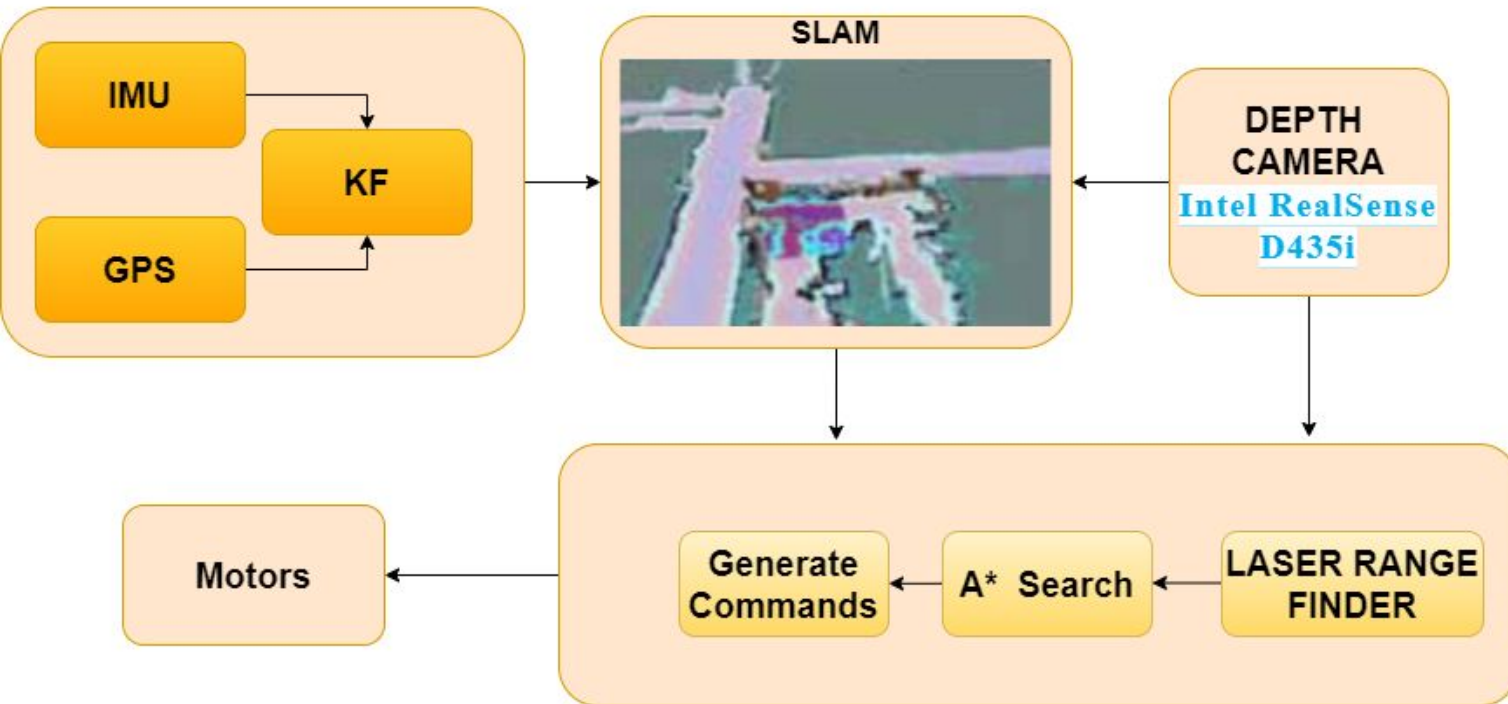 IMU
KF
GPS
SLAM
DEPTH
CAMERA
Intel RealSense
D435i
Motors
Generate
Commands
A* Search
LASER RANGE
FINDER